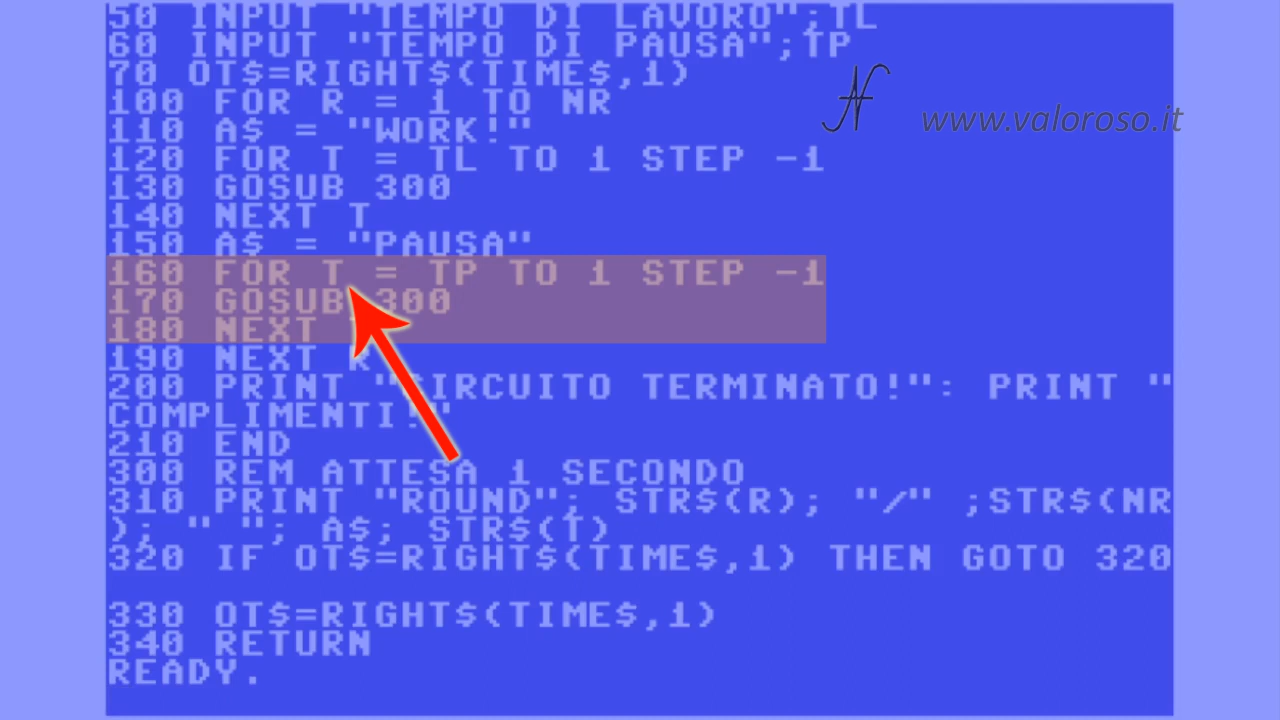 50 INPUT "TEMPO DI LAVORO";TL
60 INPUT "TEMPO DI PAUSA";TP
70 OT$=RIGHT$(TIME$,1)
www.valoroso.it
100 FOR R = 1 TO NR
110 A$ = "WORK!"
120 FOR T = TL TO 1 STEP -1
130 GOSUB 300
140 NEXT T
150 A$ = "PAUSA"
160 FOR T = TP TO 1 STEP -1
170 GOSUB 300
180 NEXT
190 NEXT R
200 PRINT "CIRCUITO TERMINATO!": PRINT "
COMPLIMENTI!"
210 END
300 REM ATTESA 1 SECONDO
310 PRINT "ROUND"; STR$(R); "/" ;STR$(NR
); " "; A$; STR$(T)
320 IF OT$=RIGHT$(TIME$,1) THEN GOTO 320
330 OT$=RIGHT$(TIME$,1)
340 RETURN
READY.